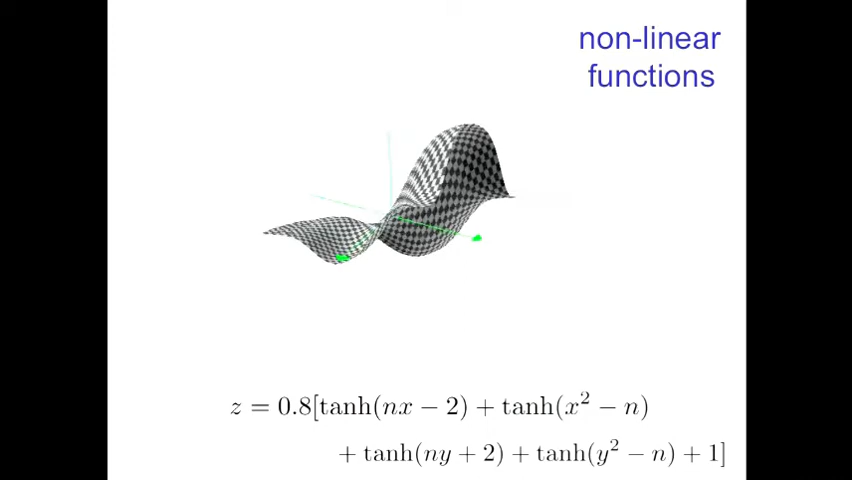 non-linear
functions
z = 0.8[tanh(nx − 2) + tanh(x² − n)
+ tanh(ny + 2) + tanh(y² − n) + 1]